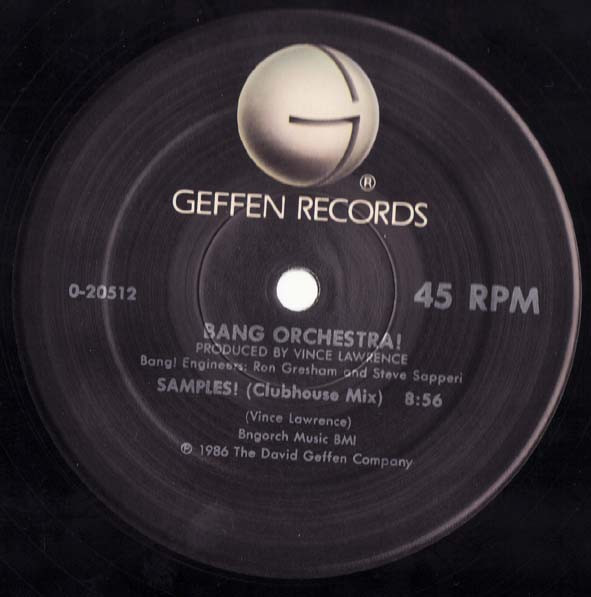 ®
GEFFEN RECORDS
0-20512
45 RPM
BANG ORCHESTRA!
PRODUCED BY VINCE LAWRENCE
Bang! Engineers: Ron Gresham and Steve Sapperi
SAMPLES! (Clubhouse Mix) 8:56
(Vince Lawrence)
Bngorch Music BMI
℗ 1986 The David Geffen Company